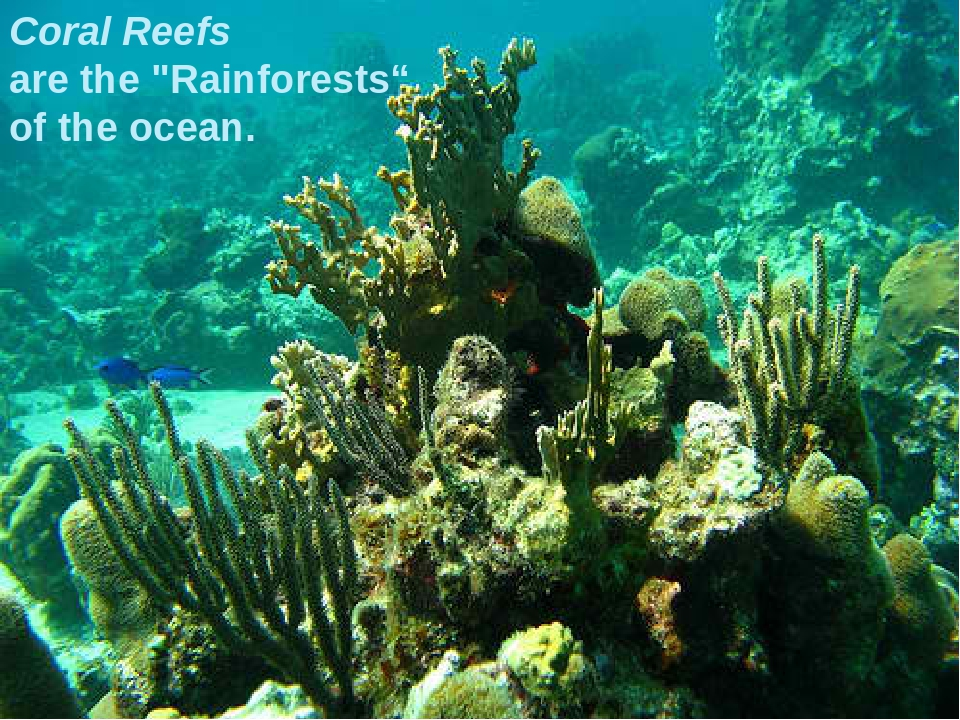 Coral Reefs
are the "Rainforests“
of the ocean.